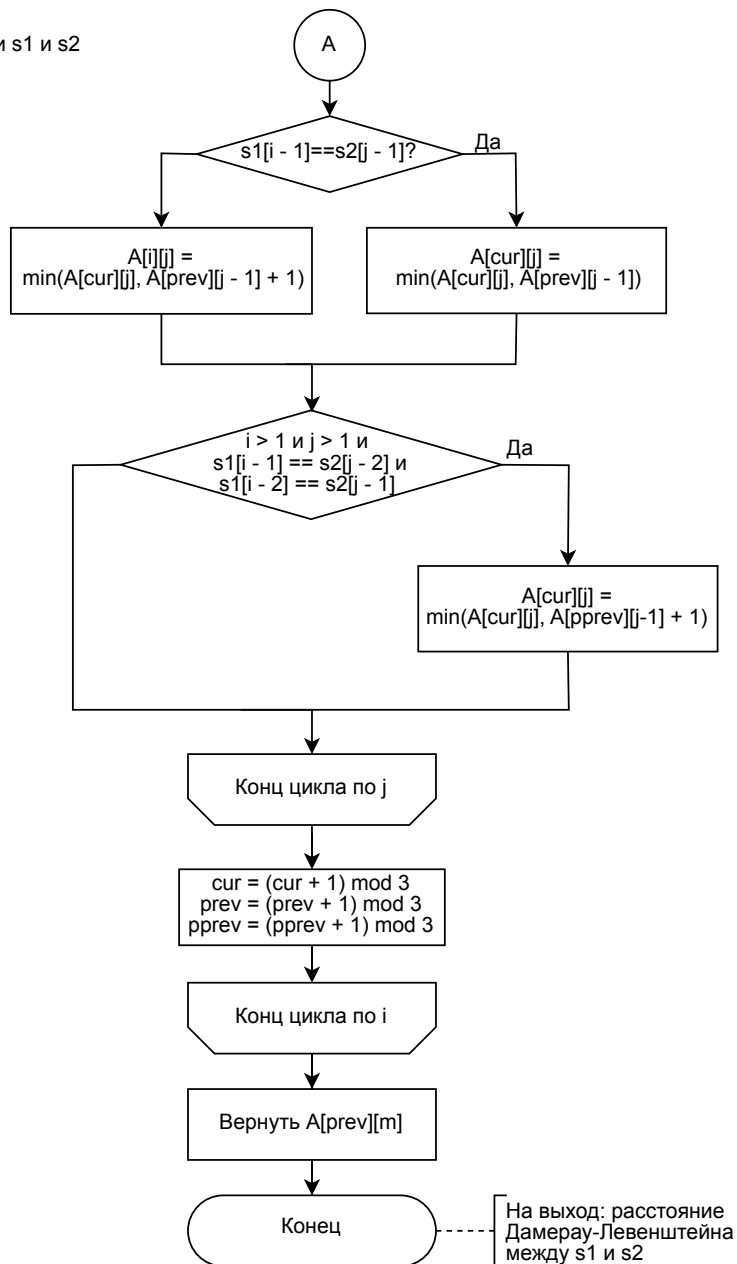 и s1 и s2
A
s1[i - 1]==s2[j - 1]?
Да
A[i][j] =
min(A[cur][j], A[prev][j - 1] + 1)
A[cur][j] =
min(A[cur][j], A[prev][j - 1])
i > 1 и j > 1 и
s1[i - 1] == s2[j - 2] и
s1[i - 2] == s2[j - 1]
Да
A[cur][j] =
min(A[cur][j], A[pprev][j-1] + 1)
Конц цикла по j
cur = (cur + 1) mod 3
prev = (prev + 1) mod 3
pprev = (pprev + 1) mod 3
Конц цикла по i
Вернуть A[prev][m]
Конец
На выход: расстояние
Дамерау-Левенштейна
между s1 и s2